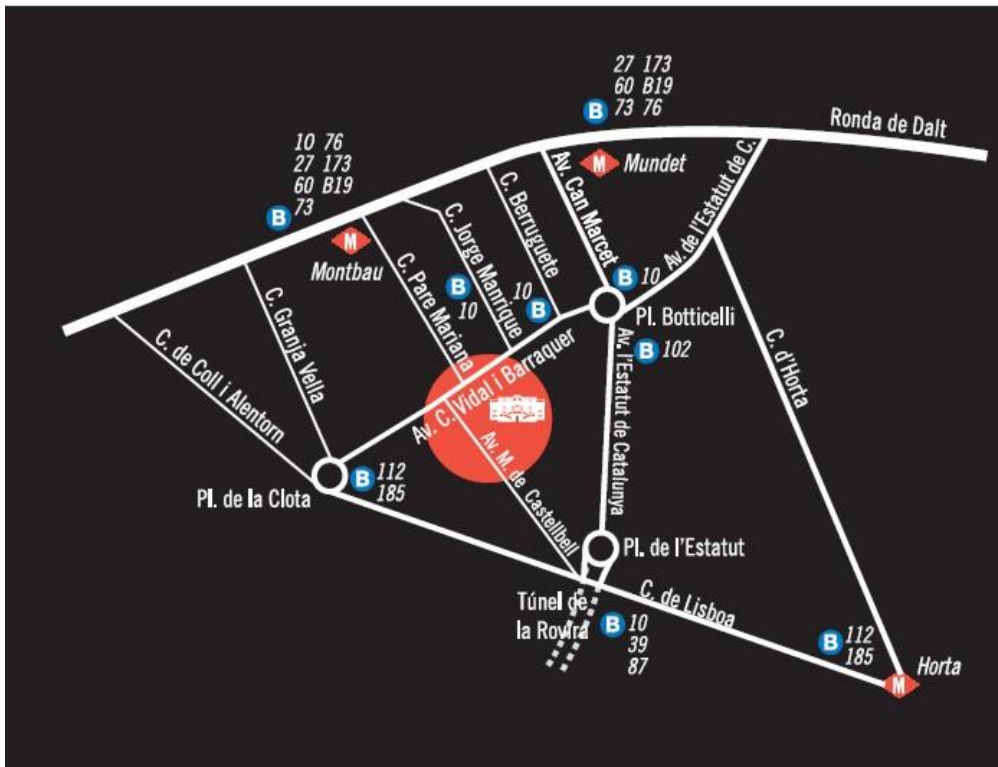 27 173
60 B19
B 73 76
Ronda de Dalt
10 76
27 173
60 B19
B 73
M Mundet
M
Montbau
Av. Can Marcet
Av. de l'Estatut de C.
C. Berruguete
C. Jorge Manrique
C. Pare Mariana
B
10
10
B
B 10
Pl. Botticelli
B 102
C. Granja Vella
C. de Coll i Alentorn
Av. C. Vidal i Barraquer
Av. l'Estatut de Catalunya
C. d'Horta
Av. M. de Castellbell
B 112
185
Pl. de la Clota
Pl. de l'Estatut
C. de Lisboa
Túnel de
la Rovira
B 10
39
87
B 112
185
M Horta